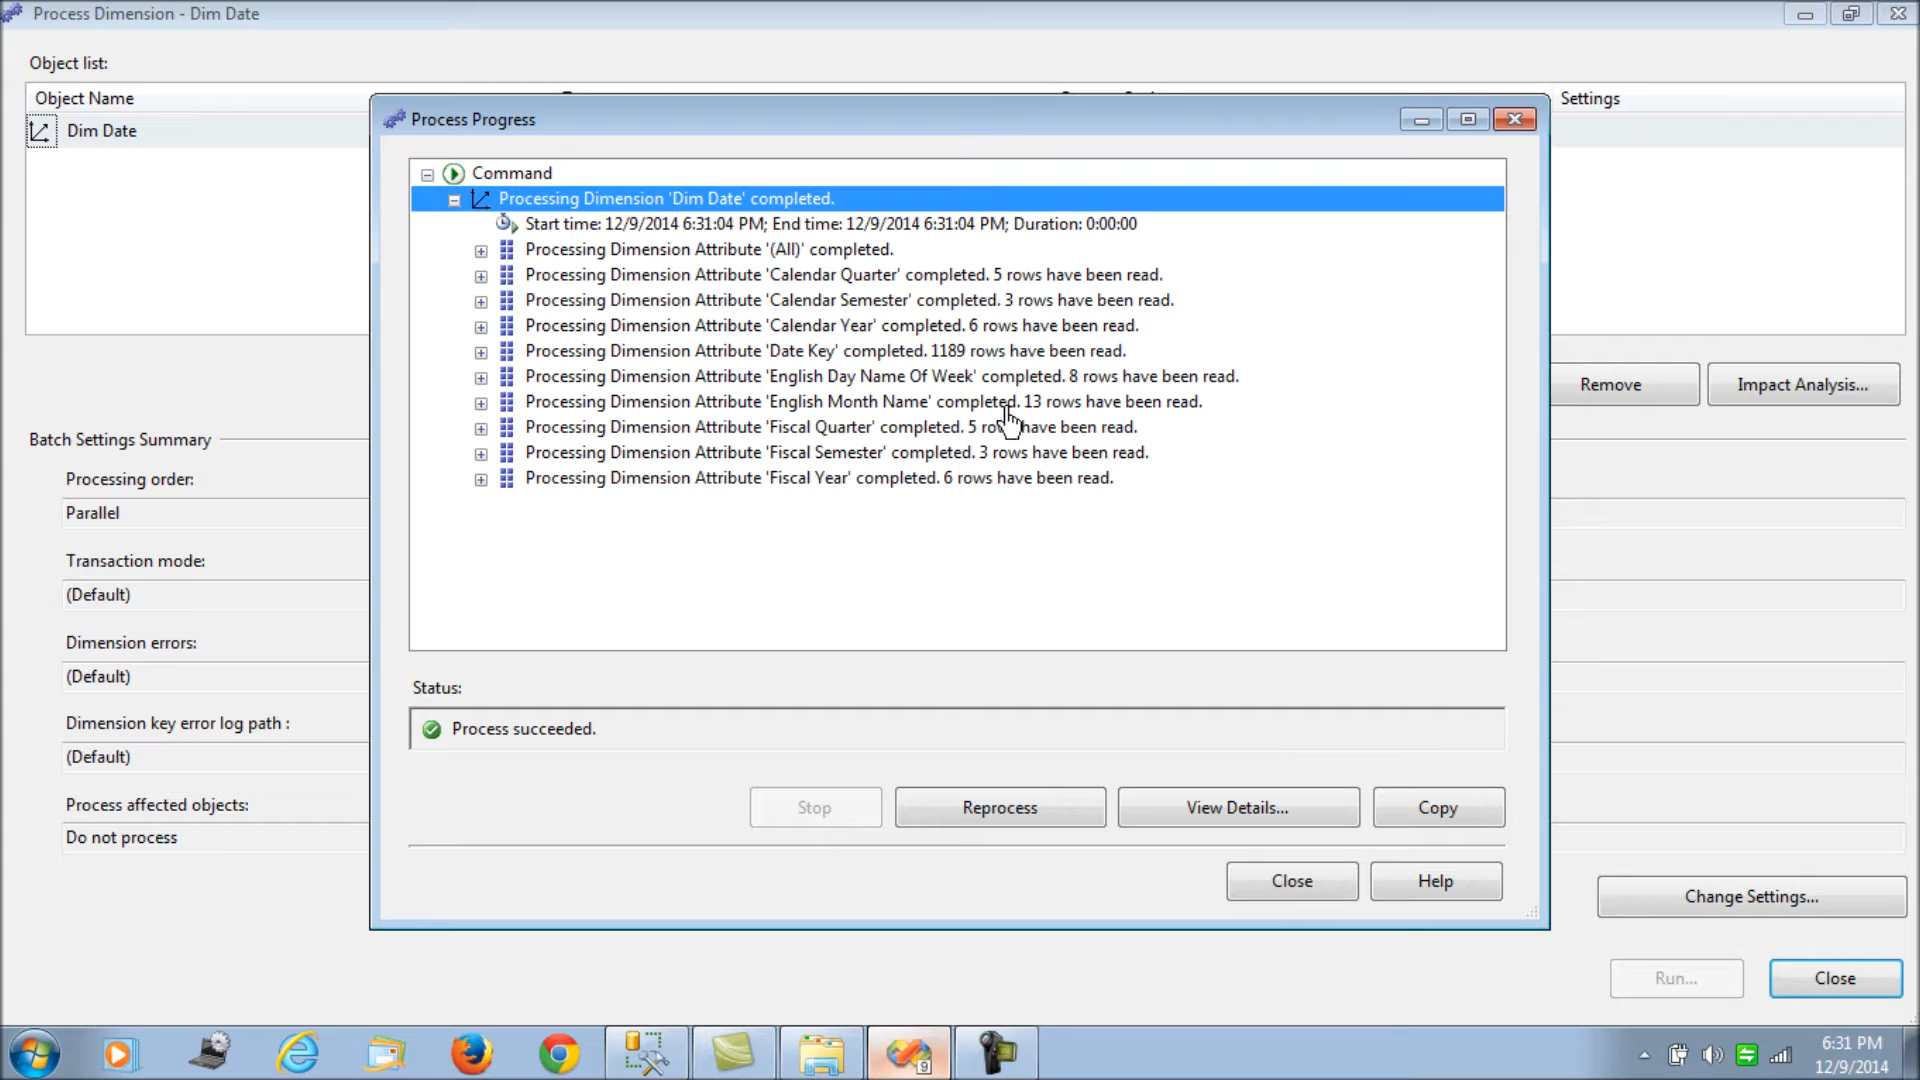 Process Dimension - Dim Date
Object list:
Object Name
Settings
Dim Date
Process Progress
Command
Processing Dimension 'Dim Date' completed.
Start time: 12/9/2014 6:31:04 PM; End time: 12/9/2014 6:31:04 PM; Duration: 0:00:00
Processing Dimension Attribute '(All)' completed.
Processing Dimension Attribute 'Calendar Quarter' completed. 5 rows have been read.
Processing Dimension Attribute 'Calendar Semester' completed. 3 rows have been read.
Processing Dimension Attribute 'Calendar Year' completed. 6 rows have been read.
Processing Dimension Attribute 'Date Key' completed. 1189 rows have been read.
Processing Dimension Attribute 'English Day Name Of Week' completed. 8 rows have been read.
Processing Dimension Attribute 'English Month Name' completed. 13 rows have been read.
Processing Dimension Attribute 'Fiscal Quarter' completed. 5 rows have been read.
Processing Dimension Attribute 'Fiscal Semester' completed. 3 rows have been read.
Processing Dimension Attribute 'Fiscal Year' completed. 6 rows have been read.
Remove
Impact Analysis...
Batch Settings Summary
Processing order:
Parallel
Transaction mode:
(Default)
Dimension errors:
(Default)
Dimension key error log path :
(Default)
Process affected objects:
Do not process
Status:
Process succeeded.
Stop
Reprocess
View Details...
Copy
Close
Help
Change Settings...
Run...
Close
9
6:31 PM
12/9/2014